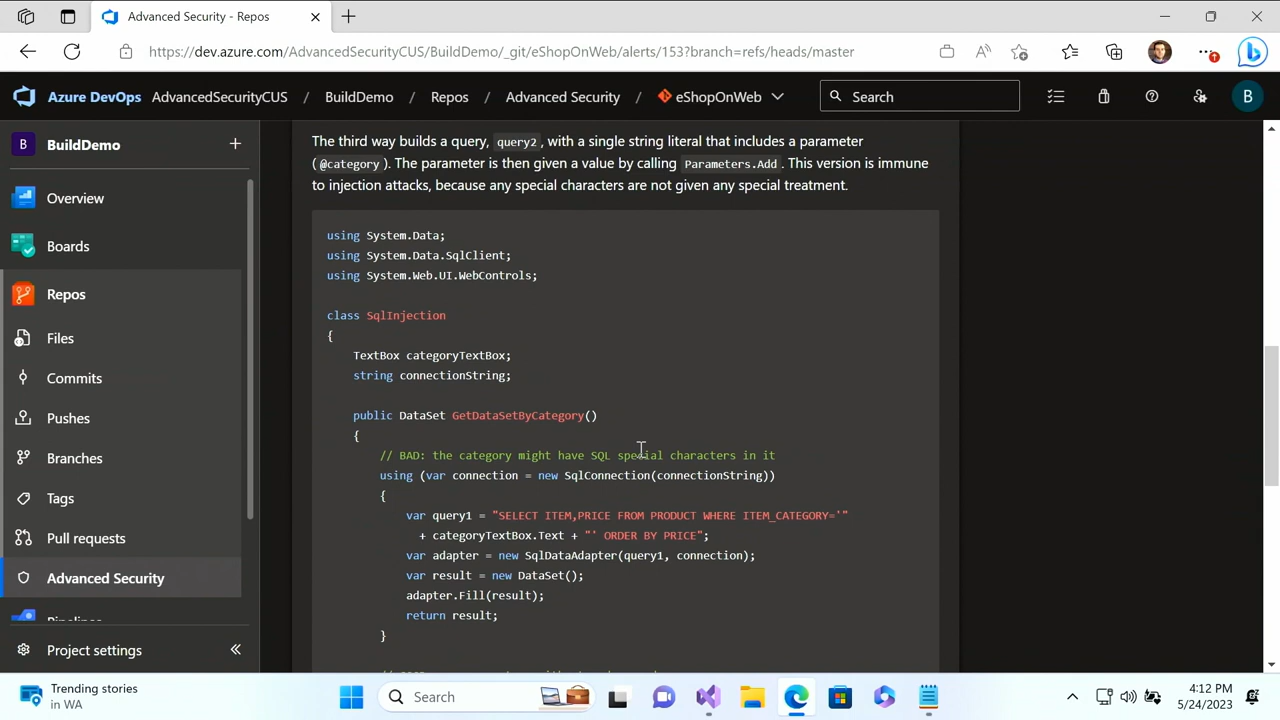 Advanced Security - Repos
https://dev.azure.com/AdvancedSecurityCUS/BuildDemo/_git/eShopOnWeb/alerts/153?branch=refs/heads/master
Azure DevOps AdvancedSecurityCUS / BuildDemo / Repos / Advanced Security / eShopOnWeb
Search
B
B BuildDemo
Overview
Boards
Repos
Files
Commits
Pushes
Branches
Tags
Pull requests
Advanced Security
Pipelines
Project settings
The third way builds a query, query2, with a single string literal that includes a parameter
(@category). The parameter is then given a value by calling Parameters.Add. This version is immune
to injection attacks, because any special characters are not given any special treatment.
using System.Data;
using System.Data.SqlClient;
using System.Web.UI.WebControls;
class SqlInjection
{
TextBox categoryTextBox;
string connectionString;
public DataSet GetDataSetByCategory()
{
// BAD: the category might have SQL special characters in it
using (var connection = new SqlConnection(connectionString))
{
var query1 = "SELECT ITEM,PRICE FROM PRODUCT WHERE ITEM_CATEGORY='"
+ categoryTextBox.Text + "' ORDER BY PRICE";
var adapter = new SqlDataAdapter(query1, connection);
var result = new DataSet();
adapter.Fill(result);
return result;
}
Trending stories
in WA
Search
4:12 PM
5/24/2023